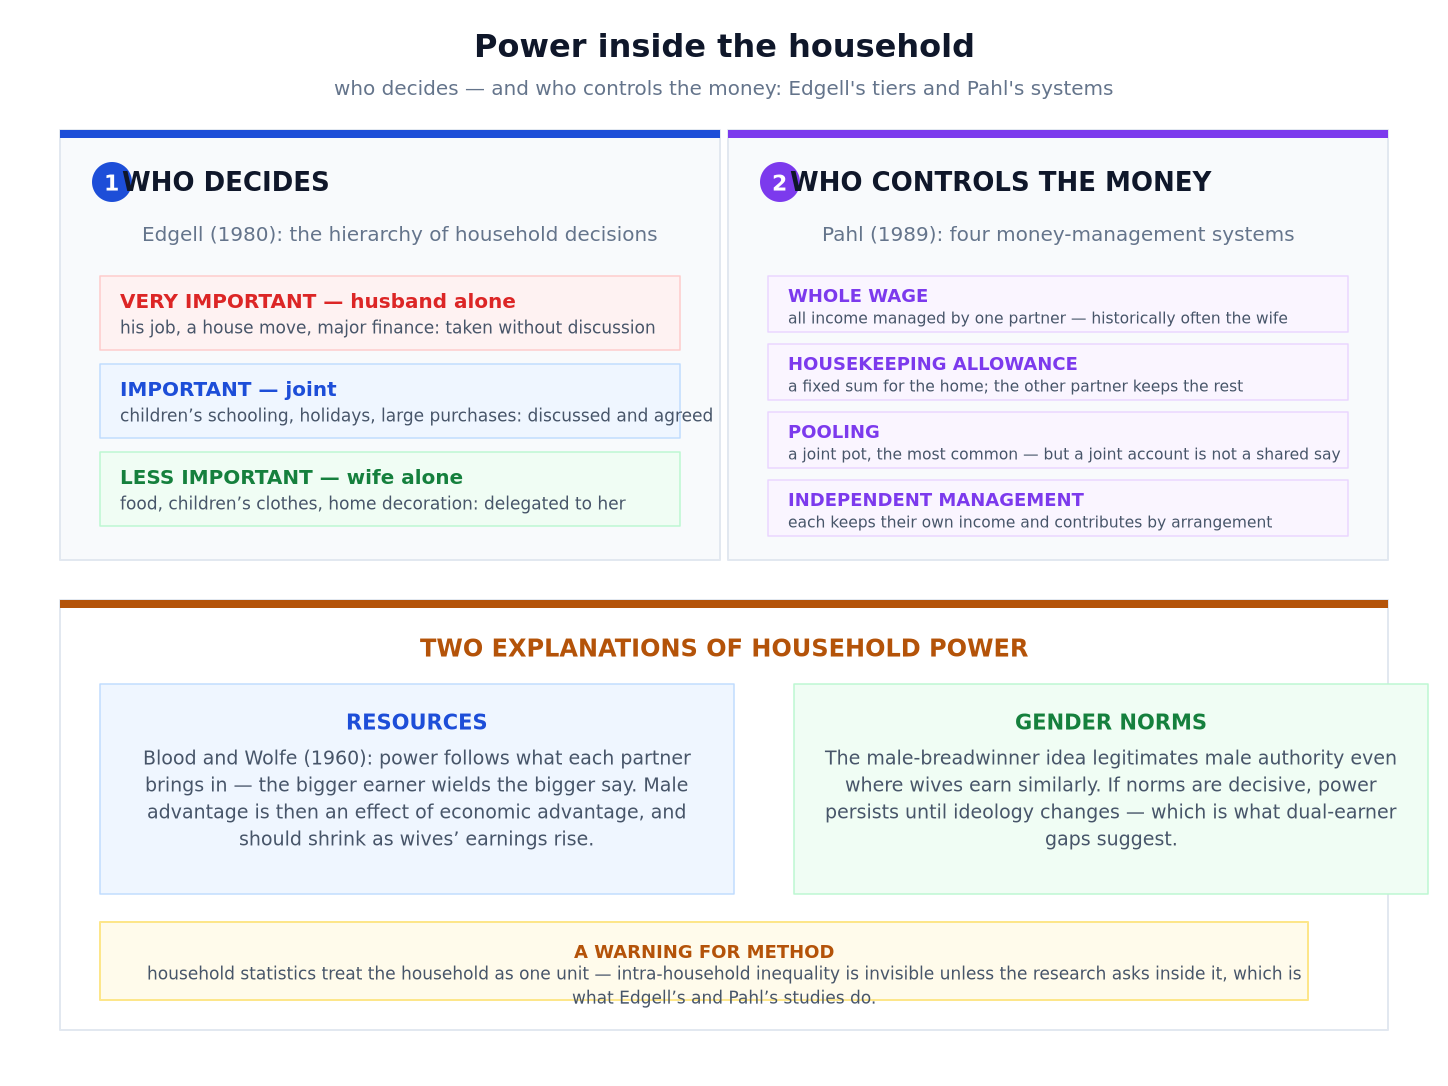 Power inside the household
who decides — and who controls the money: Edgell's tiers and Pahl's systems
1 WHO DECIDES
Edgell (1980): the hierarchy of household decisions
VERY IMPORTANT — husband alone
his job, a house move, major finance: taken without discussion
IMPORTANT — joint
children’s schooling, holidays, large purchases: discussed and agreed
LESS IMPORTANT — wife alone
food, children’s clothes, home decoration: delegated to her
2 WHO CONTROLS THE MONEY
Pahl (1989): four money-management systems
WHOLE WAGE
all income managed by one partner — historically often the wife
HOUSEKEEPING ALLOWANCE
a fixed sum for the home; the other partner keeps the rest
POOLING
a joint pot, the most common — but a joint account is not a shared say
INDEPENDENT MANAGEMENT
each keeps their own income and contributes by arrangement
TWO EXPLANATIONS OF HOUSEHOLD POWER
RESOURCES
Blood and Wolfe (1960): power follows what each partner
brings in — the bigger earner wields the bigger say. Male
advantage is then an effect of economic advantage, and
should shrink as wives’ earnings rise.
GENDER NORMS
The male-breadwinner idea legitimates male authority even
where wives earn similarly. If norms are decisive, power
persists until ideology changes — which is what dual-earner
gaps suggest.
A WARNING FOR METHOD
household statistics treat the household as one unit — intra-household inequality is invisible unless the research asks inside it, which is
what Edgell’s and Pahl’s studies do.